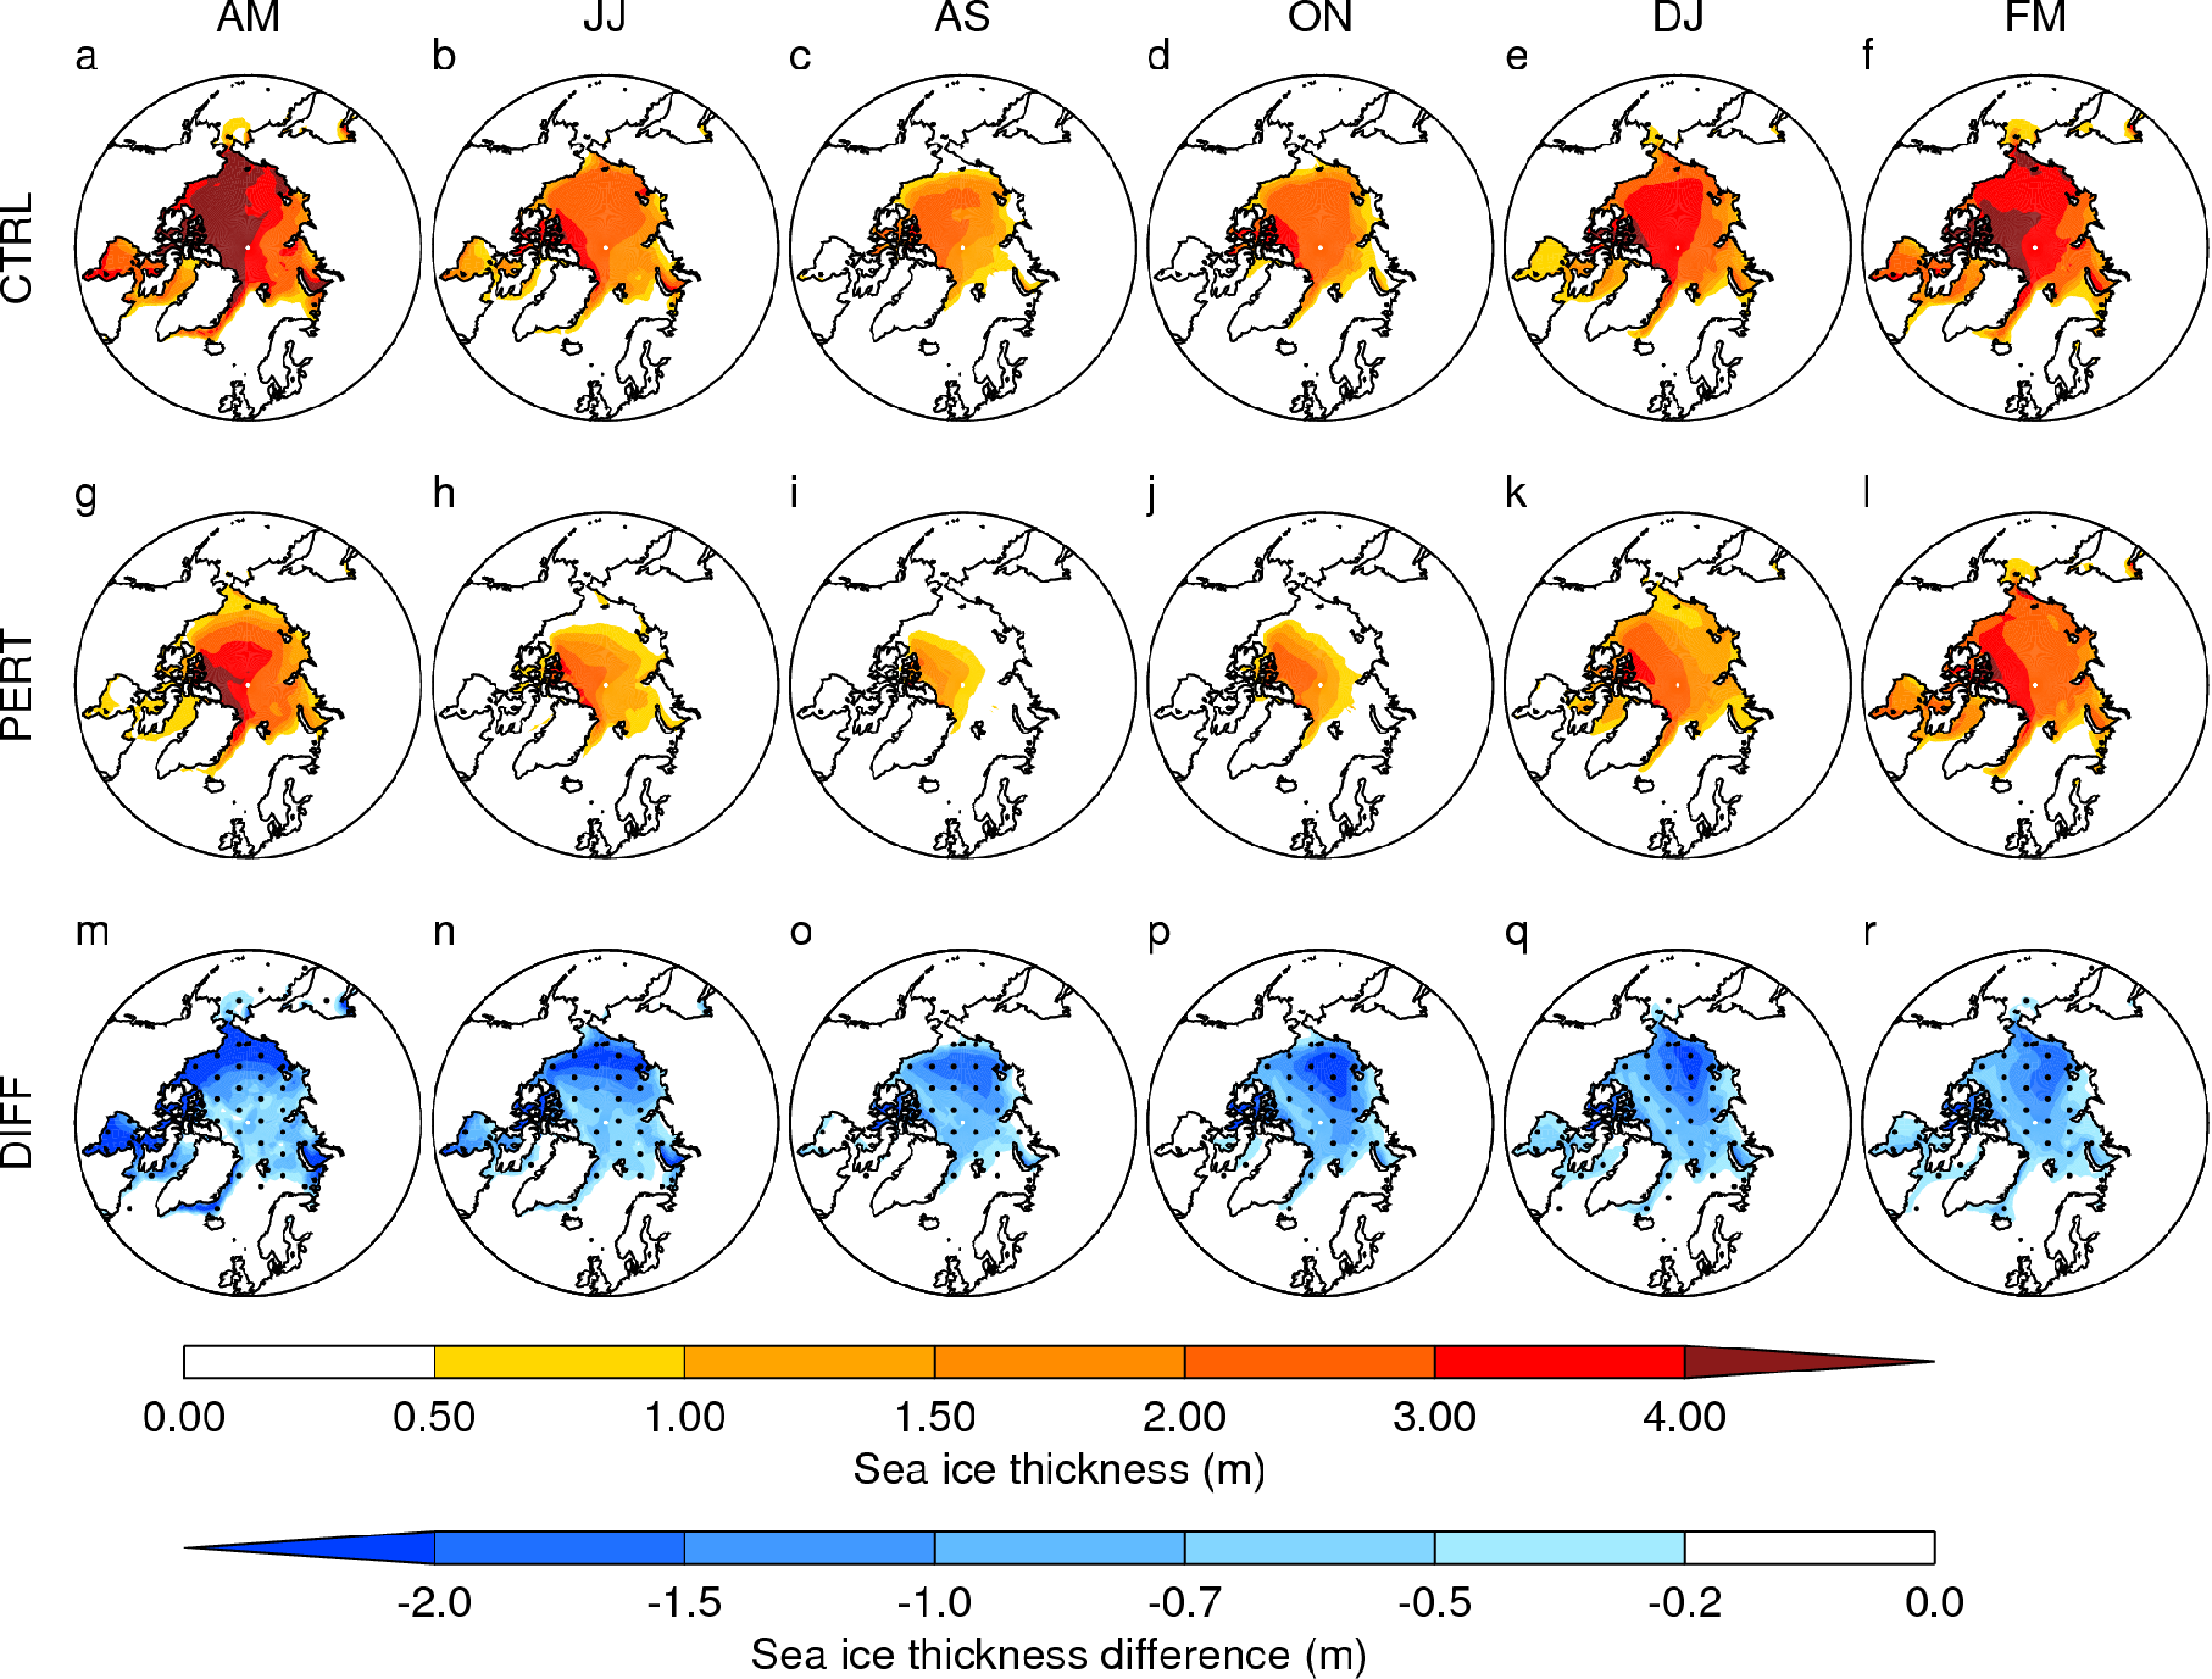 AM JJ AS ON DJ FM
a b c d e f
CTRL
g h i j k l
PERT
m n o p q r
DIFF
0.00 0.50 1.00 1.50 2.00 3.00 4.00
Sea ice thickness (m)
-2.0 -1.5 -1.0 -0.7 -0.5 -0.2 0.0
Sea ice thickness difference (m)